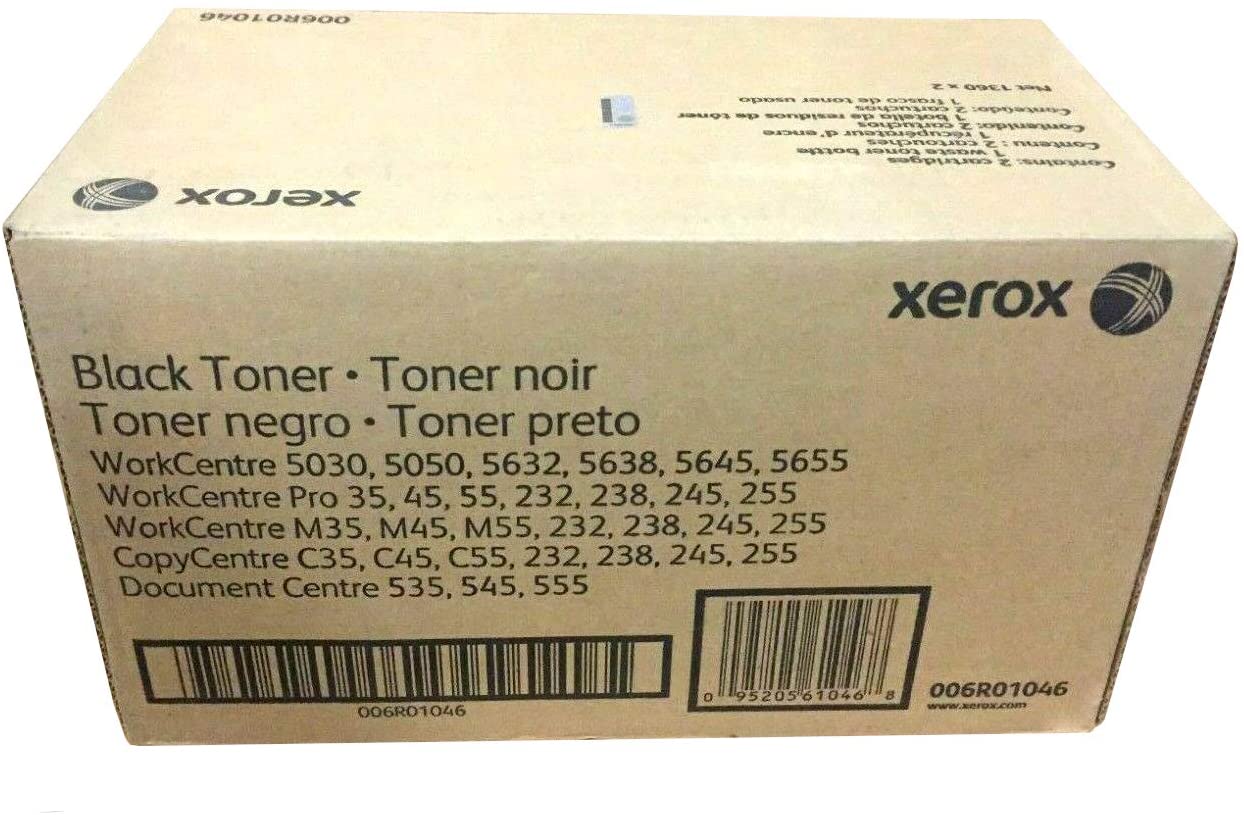 006R01046
Net 1360 x 2
Contains: 2 cartridges
1 waste toner bottle
Contenu : 2 cartouches
1 récupérateur d'encre
Contenido: 2 cartuchos
1 botella de residuos de tóner
Conteúdo: 2 cartuchos
1 frasco de toner usado
xerox
xerox
Black Toner • Toner noir
Toner negro • Toner preto
WorkCentre 5030, 5050, 5632, 5638, 5645, 5655
WorkCentre Pro 35, 45, 55, 232, 238, 245, 255
WorkCentre M35, M45, M55, 232, 238, 245, 255
CopyCentre C35, C45, C55, 232, 238, 245, 255
Document Centre 535, 545, 555
006R01046
0 95205 61046 8
006R01046
www.xerox.com